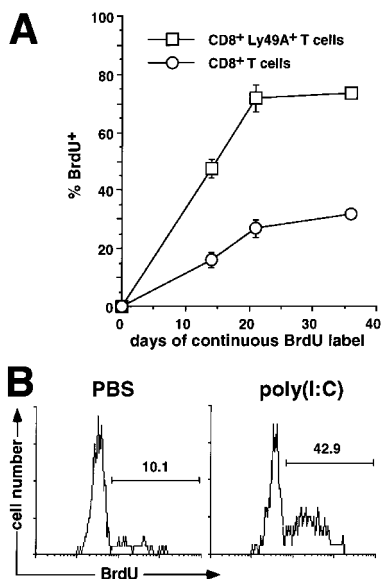 A
CD8+ Ly49A+ T cells
CD8+ T cells
% BrdU+
100
80
60
40
20
0
0 10 20 30 40
days of continuous BrdU label
B
PBS
poly(I:C)
cell number
10.1
42.9
BrdU